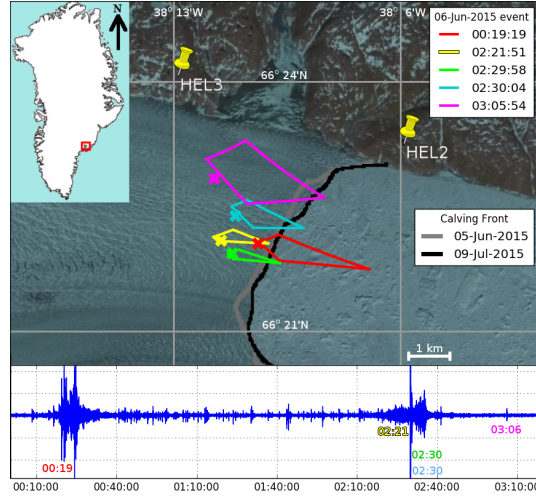 38° 13'W
38° 6'W
N
06-Jun-2015 event
00:19:19
02:21:51
02:29:58
02:30:04
03:05:54
66° 24'N
HEL3
HEL2
Calving Front
05-Jun-2015
09-Jul-2015
66° 21'N
1 km
02:21
03:06
02:30
00:19
02:30
00:10:00
00:40:00
01:10:00
01:40:00
02:10:00
02:40:00
03:10:00